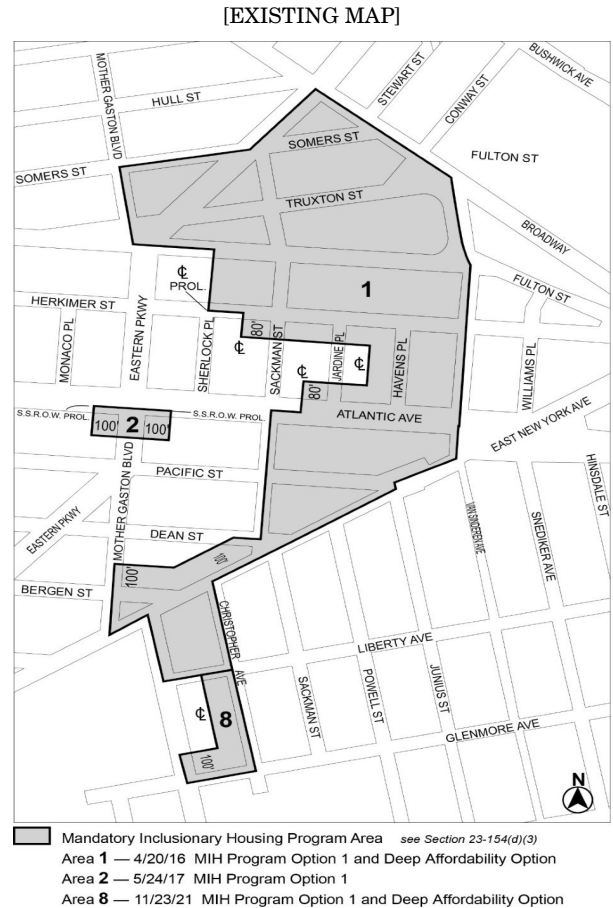 [EXISTING MAP]
BUSHWICK AVE
STEWART ST
CONWAY ST
MOTHER GASTON BLVD
HULL ST
SOMERS ST
FULTON ST
SOMERS ST
TRUXTON ST
BROADWAY
℄
PROL.
1
FULTON ST
HERKIMER ST
MONACO PL
EASTERN PKWY
SHERLOCK PL
80'
℄
SACKMAN ST
℄
JARDINE PL
℄
HAVENS PL
WILLIAMS PL
80'
ATLANTIC AVE
S.S.R.O.W. PROL.
100'
2
100'
S.S.R.O.W. PROL.
EAST NEW YORK AVE
MOTHER GASTON BLVD
PACIFIC ST
HINSDALE ST
EASTERN PKWY
DEAN ST
VAN SINDEREN AVE
SNEDIKER AVE
100'
100'
BERGEN ST
CHRISTOPHER AVE
LIBERTY AVE
SACKMAN ST
POWELL ST
JUNIUS ST
℄
8
GLENMORE AVE
100'
N
Mandatory Inclusionary Housing Program Area see Section 23-154(d)(3)
Area 1 — 4/20/16 MIH Program Option 1 and Deep Affordability Option
Area 2 — 5/24/17 MIH Program Option 1
Area 8 — 11/23/21 MIH Program Option 1 and Deep Affordability Option